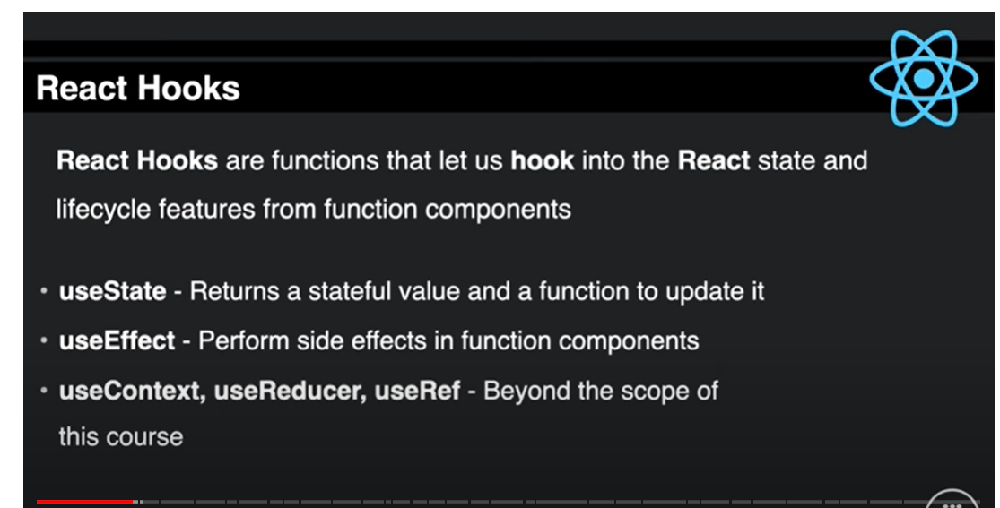 React Hooks
React Hooks are functions that let us hook into the React state and
lifecycle features from function components
• useState - Returns a stateful value and a function to update it
• useEffect - Perform side effects in function components
• useContext, useReducer, useRef - Beyond the scope of
this course